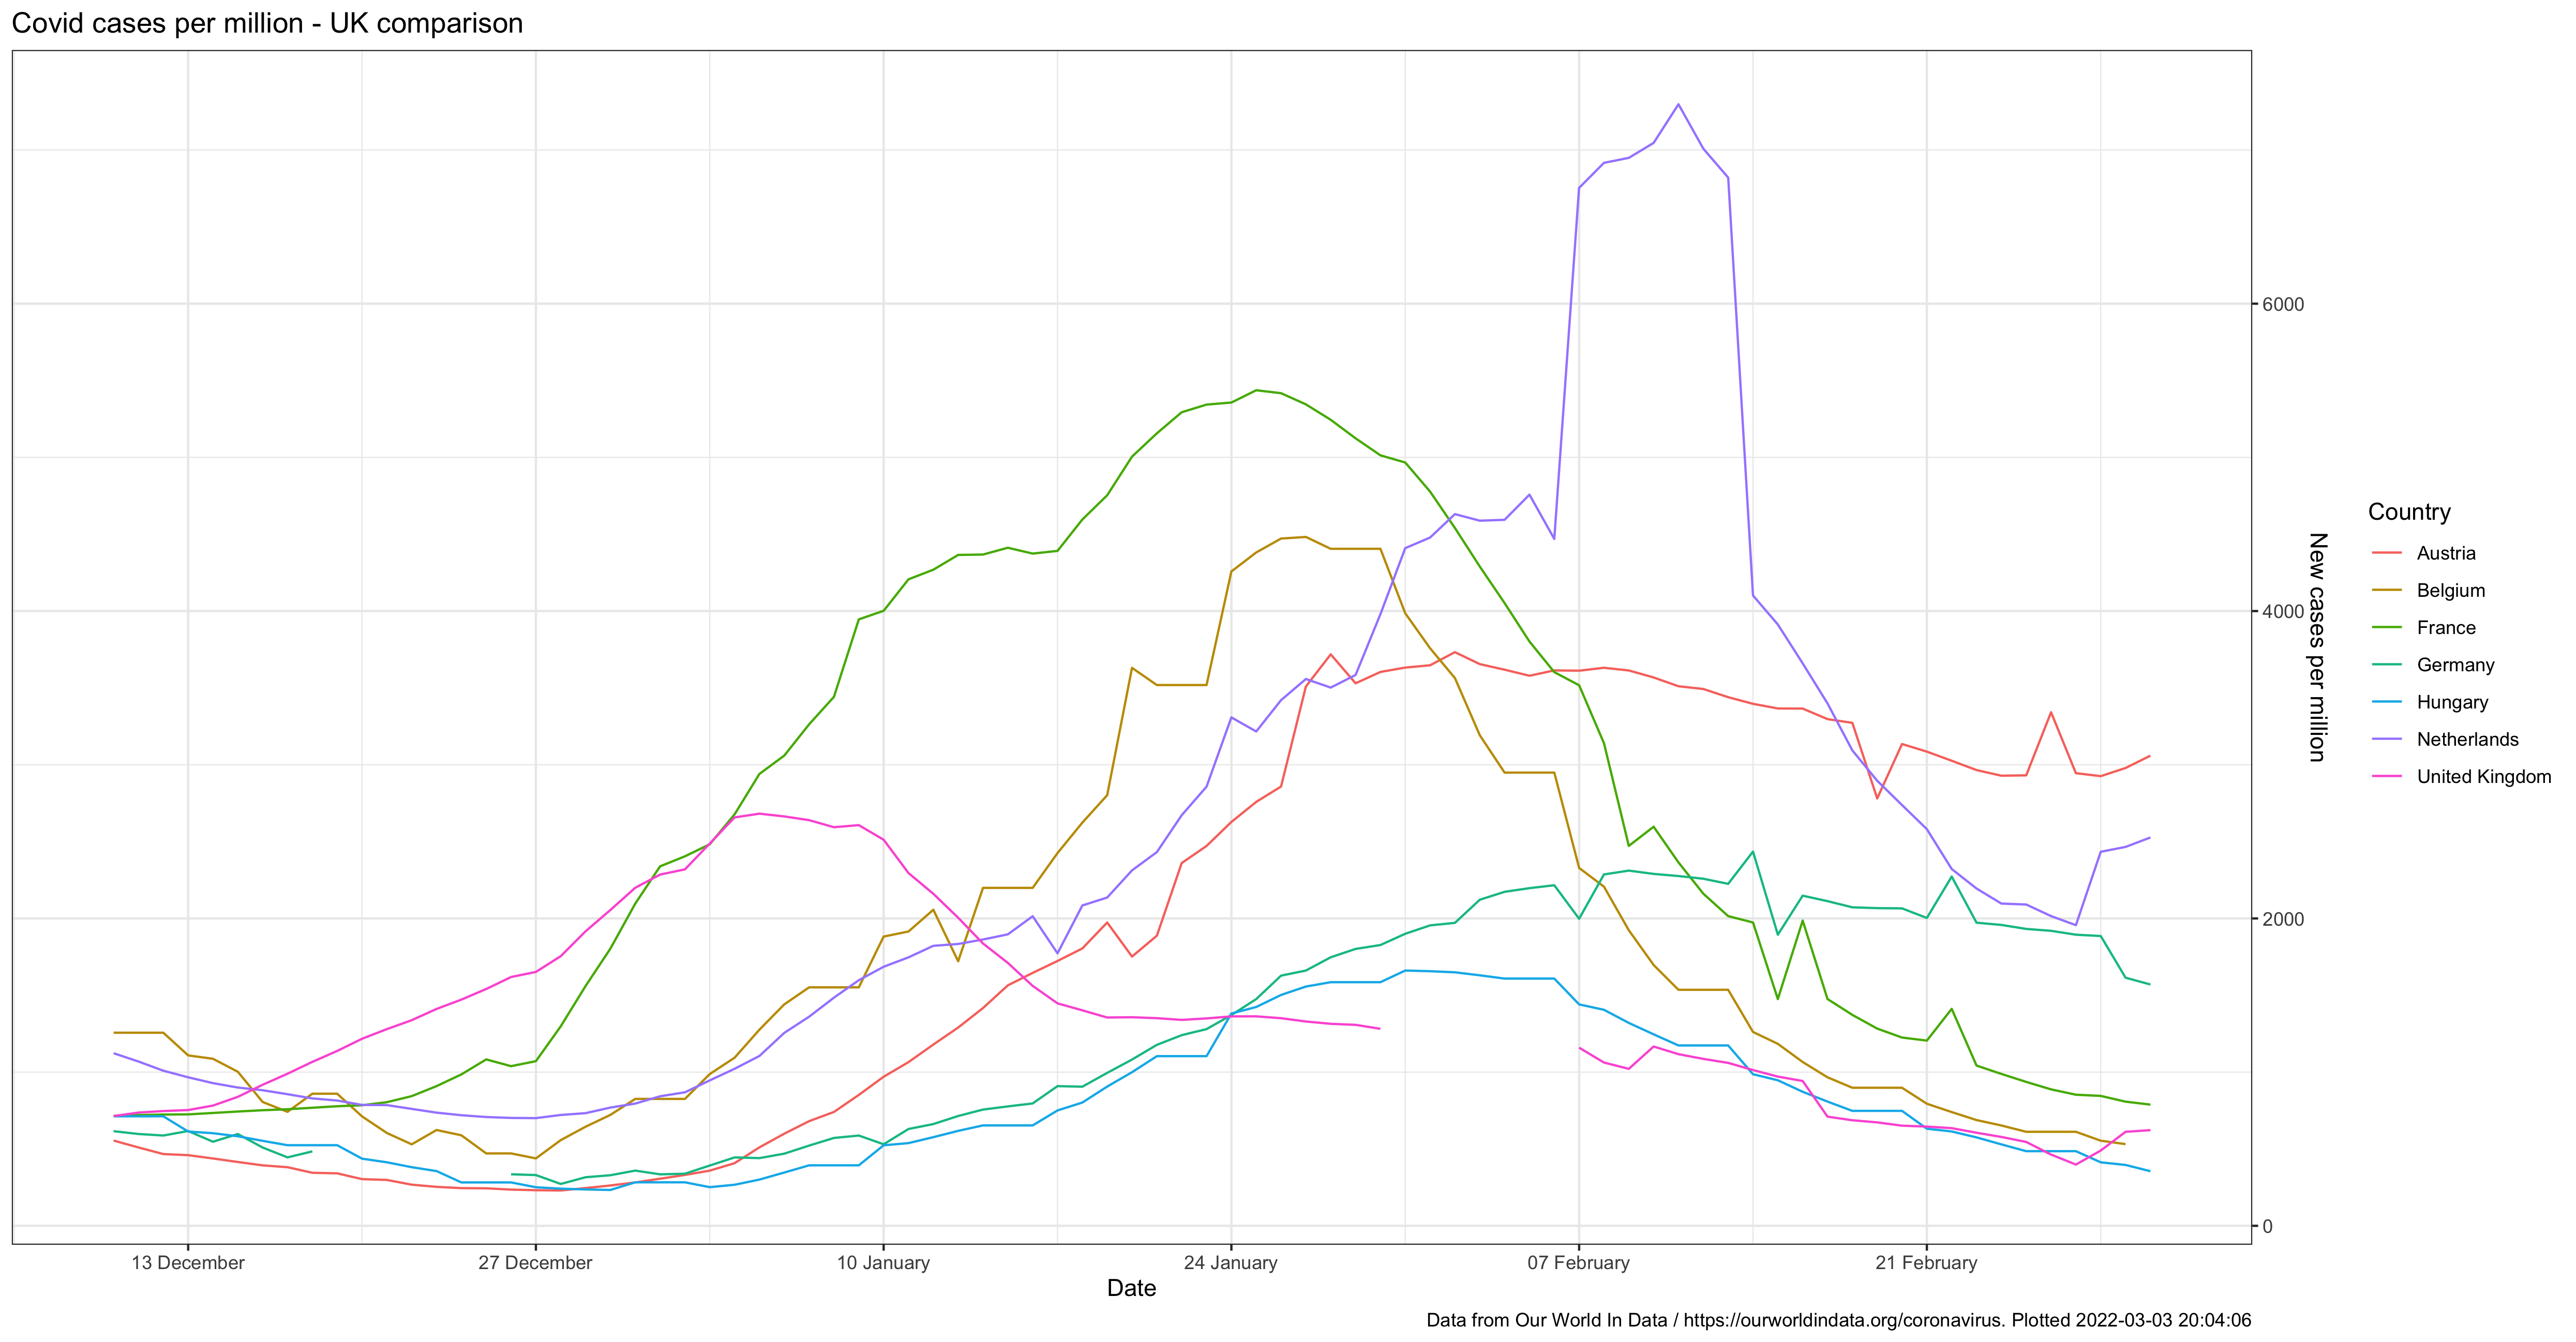 Covid cases per million - UK comparison
6000
4000
2000
0
New cases per million
13 December
27 December
10 January
24 January
07 February
21 February
Date
Country
Austria
Belgium
France
Germany
Hungary
Netherlands
United Kingdom
Data from Our World In Data / https://ourworldindata.org/coronavirus. Plotted 2022-03-03 20:04:06